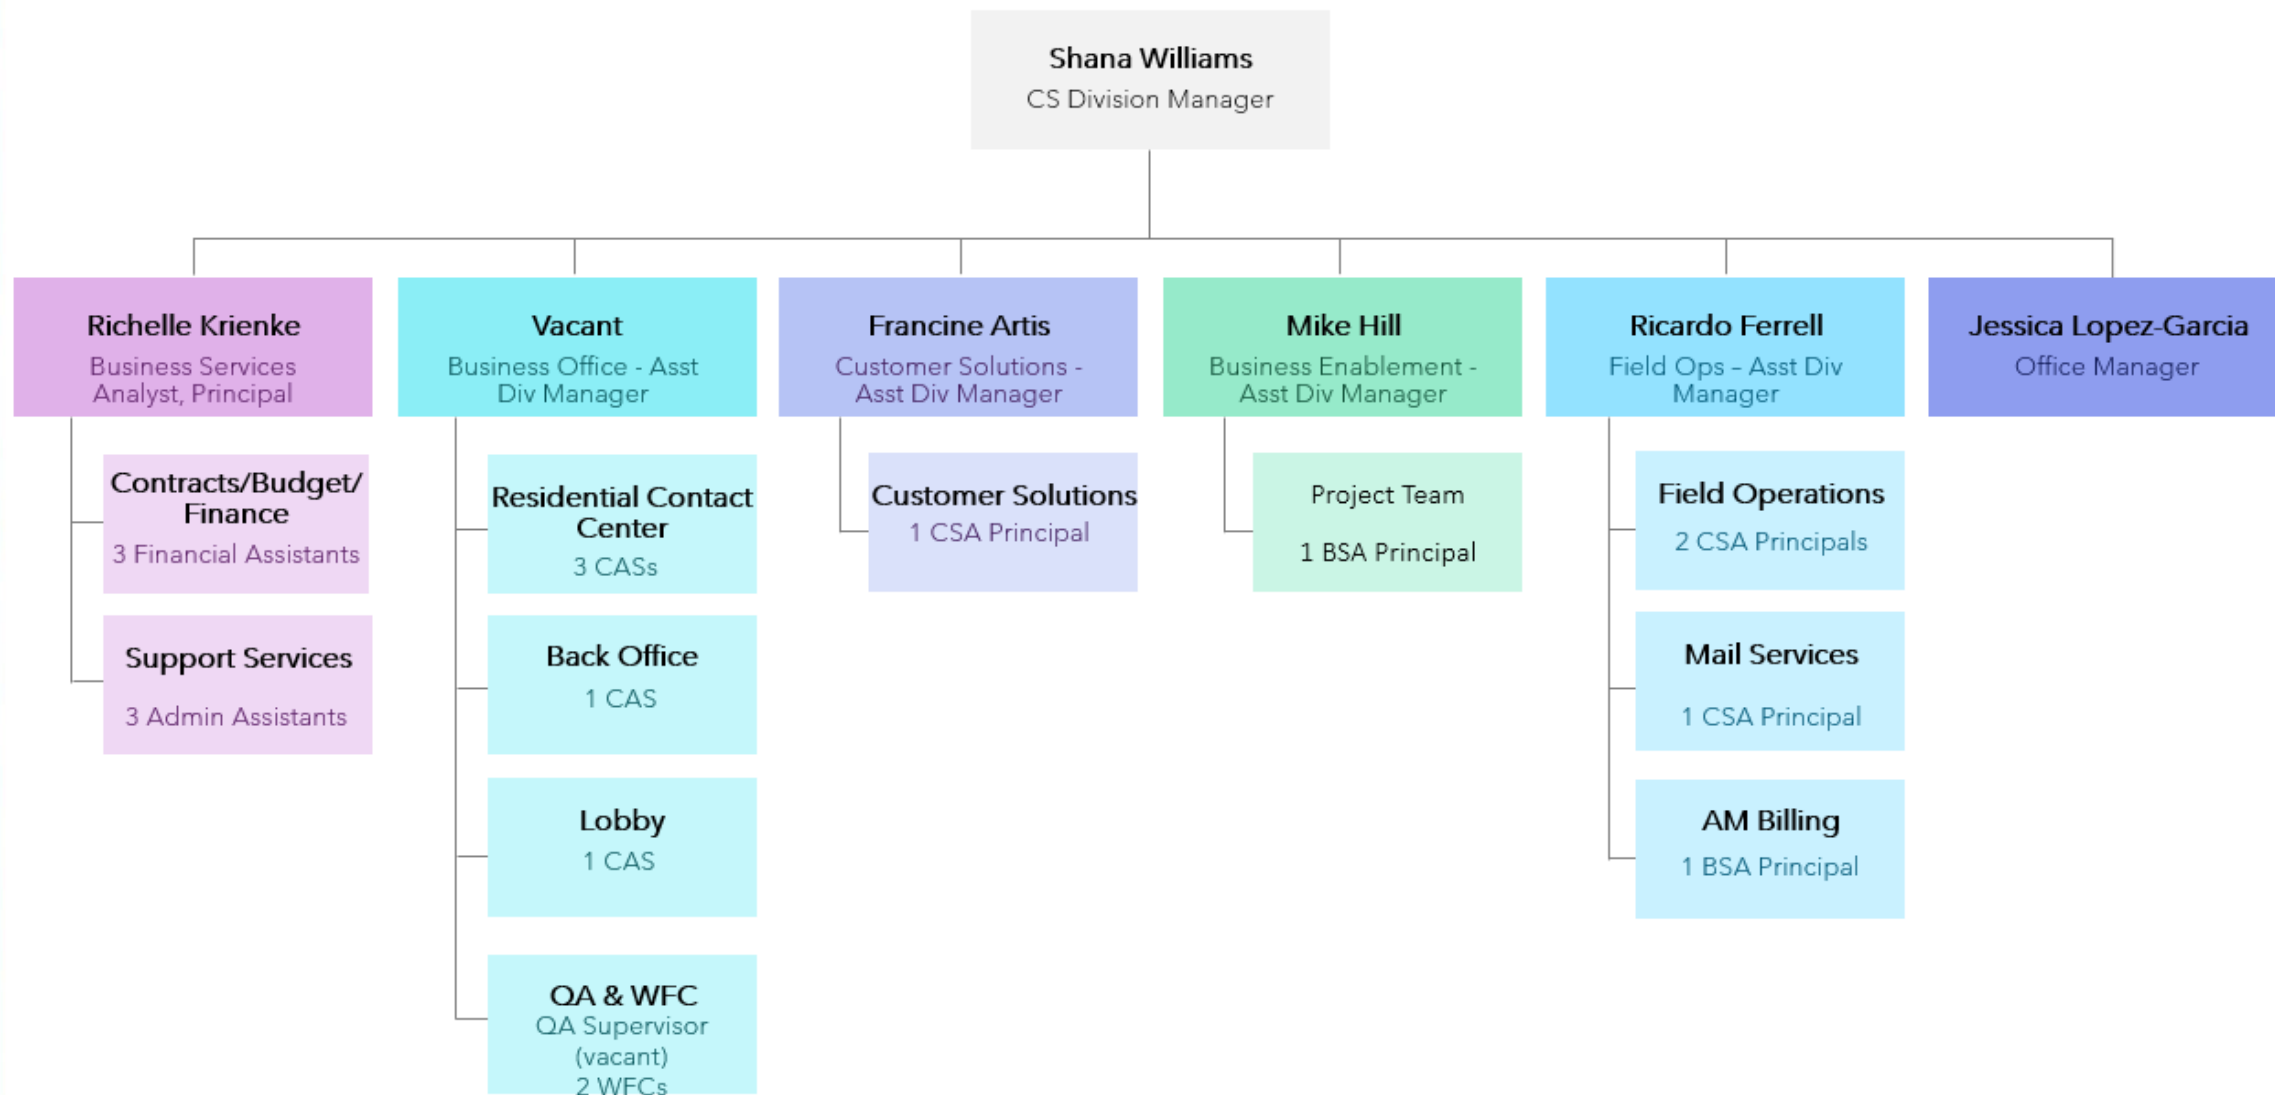 Shana Williams
CS Division Manager
Richelle Krienke
Business Services
Analyst, Principal
Vacant
Business Office - Asst
Div Manager
Francine Artis
Customer Solutions -
Asst Div Manager
Mike Hill
Business Enablement -
Asst Div Manager
Ricardo Ferrell
Field Ops – Asst Div
Manager
Jessica Lopez-Garcia
Office Manager
Contracts/Budget/
Finance
3 Financial Assistants
Support Services
3 Admin Assistants
Residential Contact
Center
3 CASs
Back Office
1 CAS
Lobby
1 CAS
QA & WFC
QA Supervisor
(vacant)
2 WFCs
Customer Solutions
1 CSA Principal
Project Team
1 BSA Principal
Field Operations
2 CSA Principals
Mail Services
1 CSA Principal
AM Billing
1 BSA Principal